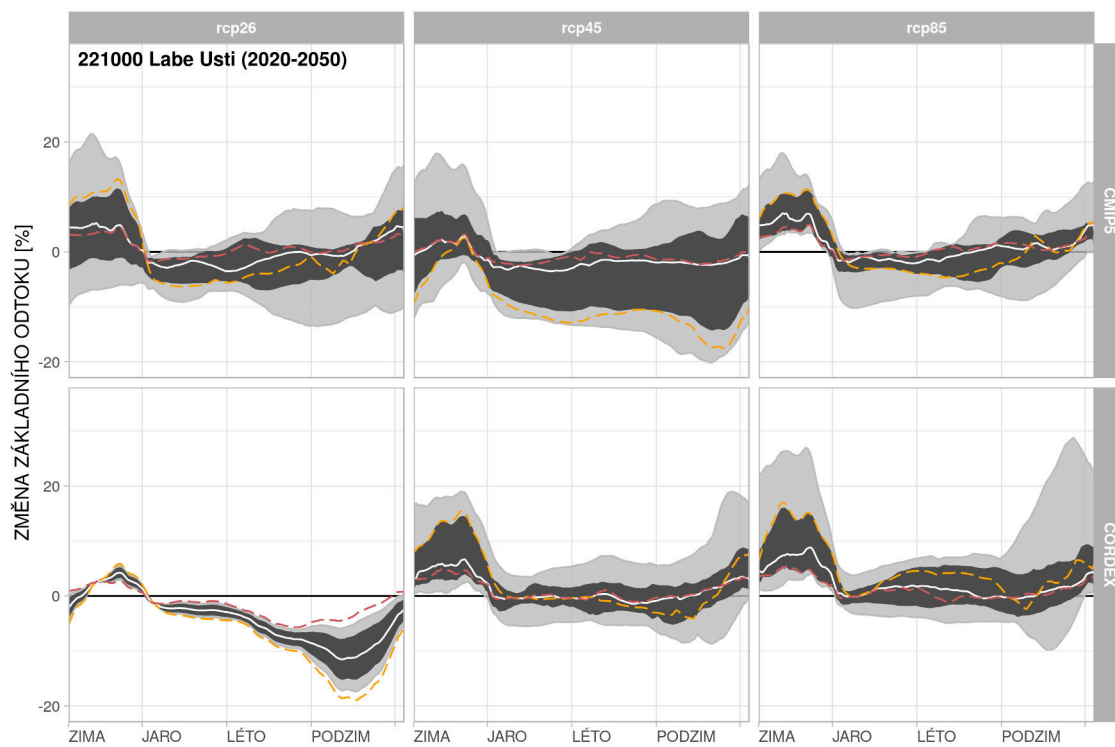 rcp26 rcp45 rcp85
221000 Labe Usti (2020-2050)
ZMĚNA ZÁKLADNÍHO ODTOKU [%]
20
0
-20
CMIP5
20
0
-20
CORDEX
ZIMA JARO LÉTO PODZIM ZIMA JARO LÉTO PODZIM ZIMA JARO LÉTO PODZIM